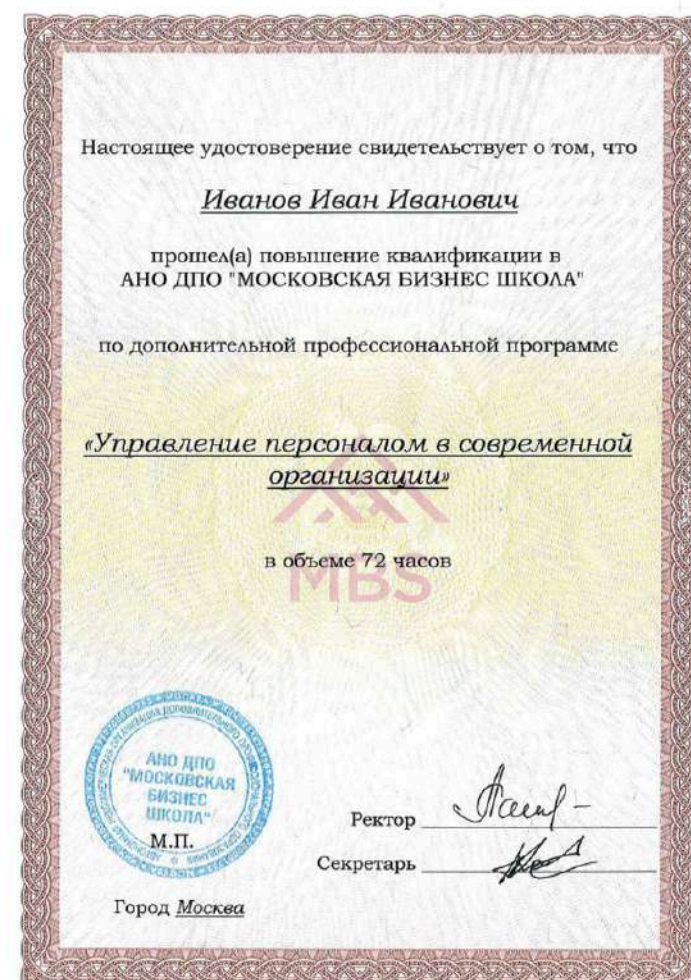 Настоящее удостоверение свидетельствует о том, что
Иванов Иван Иванович
прошел(а) повышение квалификации в
АНО ДПО "МОСКОВСКАЯ БИЗНЕС ШКОЛА"
по дополнительной профессиональной программе
«Управление персоналом в современной
организации»
в объеме 72 часов
MBS
АНО ДПО
"МОСКОВСКАЯ
БИЗНЕС
ШКОЛА"
М.П.
Ректор
Секретарь
Город Москва